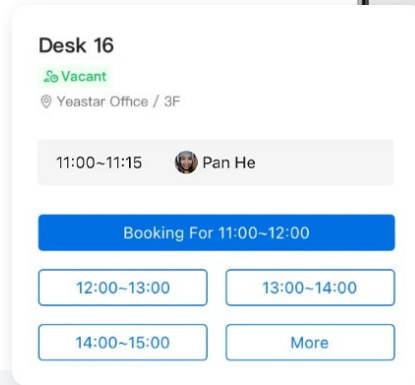 Desk 16
Vacant
Yeastar Office / 3F
11:00~11:15 Pan He
Booking For 11:00~12:00
12:00~13:00 13:00~14:00
14:00~15:00 More